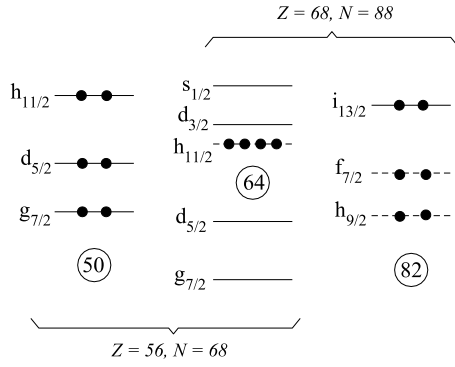 Z = 68, N = 88
h11/2
d5/2
g7/2
50
s1/2
d3/2
h11/2
64
d5/2
g7/2
i13/2
f7/2
h9/2
82
Z = 56, N = 68